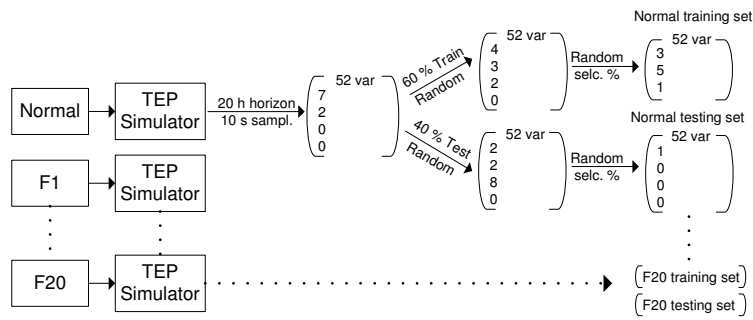 Normal training set
52 var
4
3
2
0
60 % Train
Random
Random
selc. %
52 var
3
5
1
Normal
TEP
Simulator
20 h horizon
10 s sampl.
52 var
7
2
0
0
Normal testing set
40 % Test
Random
52 var
2
2
8
0
Random
selc. %
52 var
1
0
0
0
F1
TEP
Simulator
F20
TEP
Simulator
F20 training set
F20 testing set